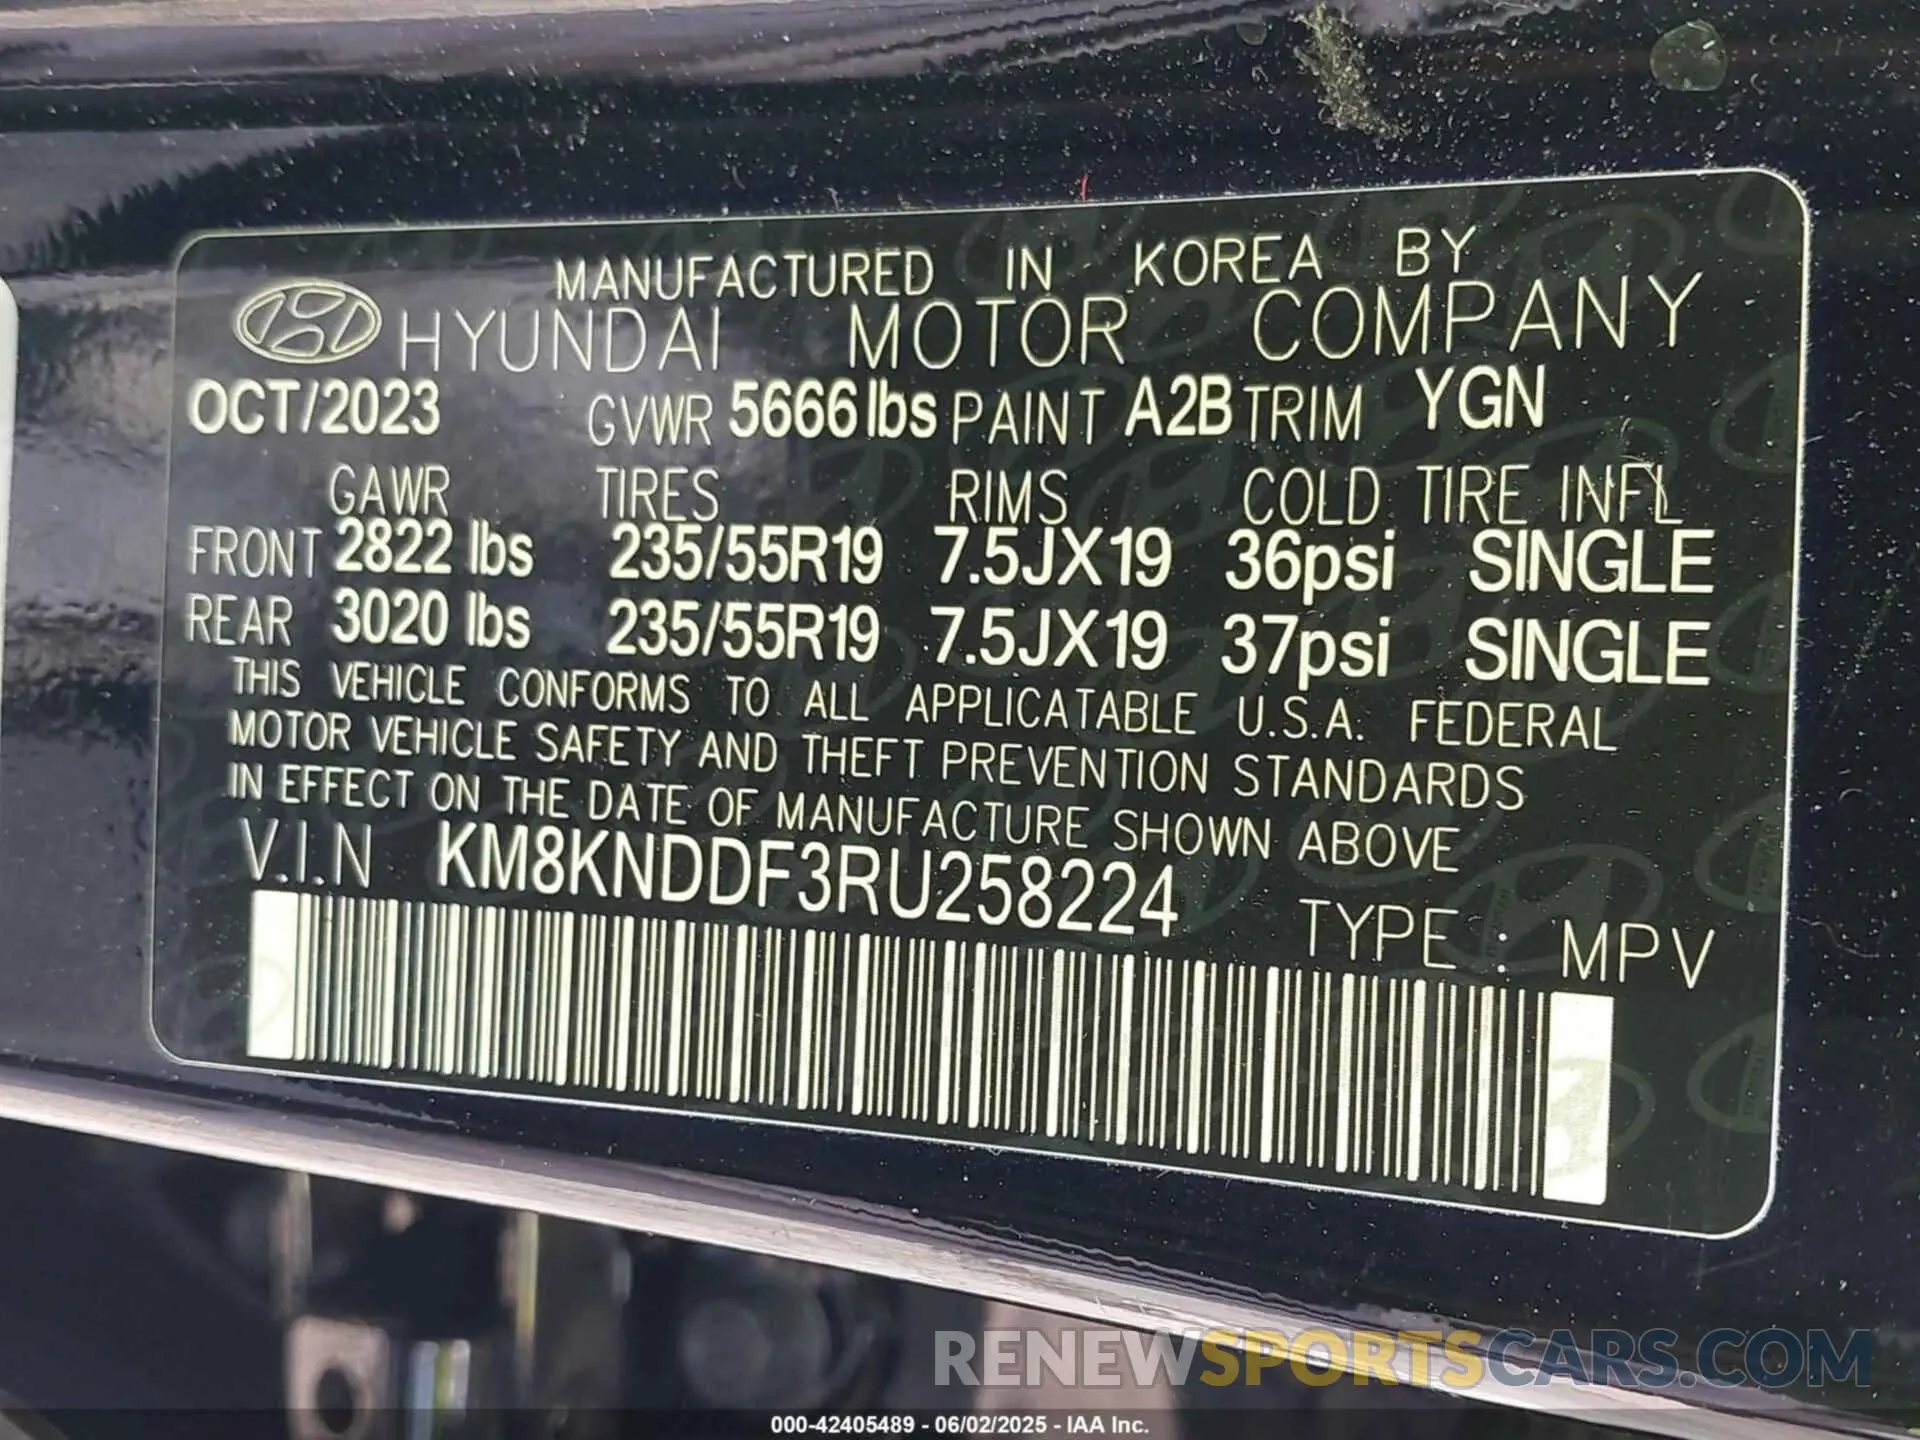 MANUFACTURED IN KOREA BY
HYUNDAI MOTOR COMPANY
OCT/2023 GVWR 5666lbs PAINT A2B TRIM YGN
GAWR TIRES RIMS COLD TIRE INFL
FRONT 2822 lbs 235/55R19 7.5JX19 36psi SINGLE
REAR 3020 lbs 235/55R19 7.5JX19 37psi SINGLE
THIS VEHICLE CONFORMS TO ALL APPLICATABLE U.S.A. FEDERAL
MOTOR VEHICLE SAFETY AND THEFT PREVENTION STANDARDS
IN EFFECT ON THE DATE OF MANUFACTURE SHOWN ABOVE
V.I.N KM8KNDDF3RU258224
TYPE : MPV
RENEWSPORTSCARS.COM
000-42405489 - 06/02/2025 - IAA Inc.